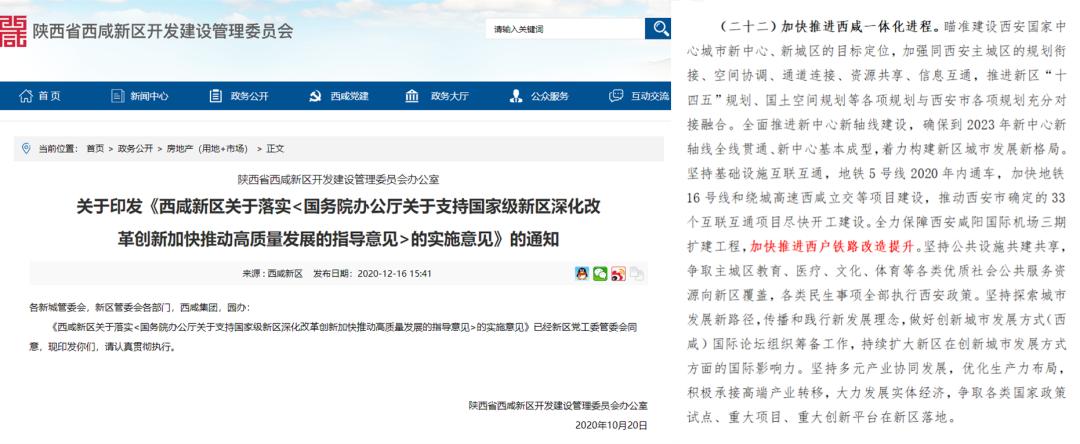 陕西省西咸新区开发建设管理委员会
请输入关键词
首页 新闻中心 政务公开 西咸党建 政务大厅 公众服务 互动交流
当前位置： 首页 > 政务公开 > 房地产（用地+市场） > 正文
陕西省西咸新区开发建设管理委员会办公室
关于印发《西咸新区关于落实<国务院办公厅关于支持国家级新区深化改
革创新加快推动高质量发展的指导意见>的实施意见》的通知
来源：西咸新区 发布日期：2020-12-16 15:41
各新城管委会，新区管委会各部门，西咸集团，园办：
《西咸新区关于落实<国务院办公厅关于支持国家级新区深化改革创新加快推动高质量发展的指导意见>的实施意见》已经新区党工委管委会同
意，现印发你们，请认真贯彻执行。
陕西省西咸新区开发建设管理委员会办公室
2020年10月20日
（二十二）加快推进西咸一体化进程。瞄准建设西安国家中
心城市新中心、新城区的目标定位，加强同西安主城区的规划衔
接、空间协调、通道连接、资源共享、信息互通，推进新区“十
四五”规划、国土空间规划等各项规划与西安市各项规划充分对
接融合。全面推进新中心新轴线建设，确保到2023年新中心新
轴线全线贯通、新中心基本成型，着力构建新区城市发展新格局。
坚持基础设施互联互通，地铁5号线2020年内通车，加快地铁
16号线和绕城高速西咸立交等项目建设，推动西安市确定的33
个互联互通项目尽快开工建设。全力保障西安咸阳国际机场三期
扩建工程，加快推进西户铁路改造提升。坚持公共设施共建共享，
争取主城区教育、医疗、文化、体育等各类优质社会公共服务资
源向新区覆盖，各类民生事项全部执行西安政策。坚持探索城市
发展新路径，传播和践行新发展理念，做好创新城市发展方式（西
咸）国际论坛组织筹备工作，持续扩大新区在创新城市发展方式
方面的国际影响力。坚持多元产业协同发展，优化生产力布局，
积极承接高端产业转移，大力发展实体经济，争取各类国家政策
试点、重大项目、重大创新平台在新区落地。